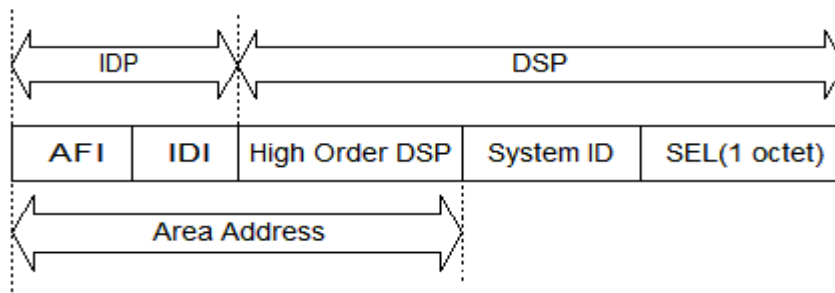 IDP DSP
AFI IDI High Order DSP System ID SEL(1 octet)
Area Address